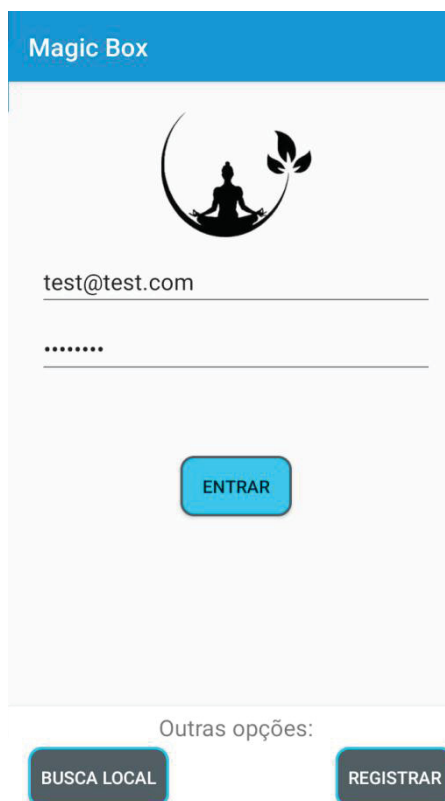 Magic Box
test@test.com
••••••••
ENTRAR
Outras opções:
BUSCA LOCAL
REGISTRAR